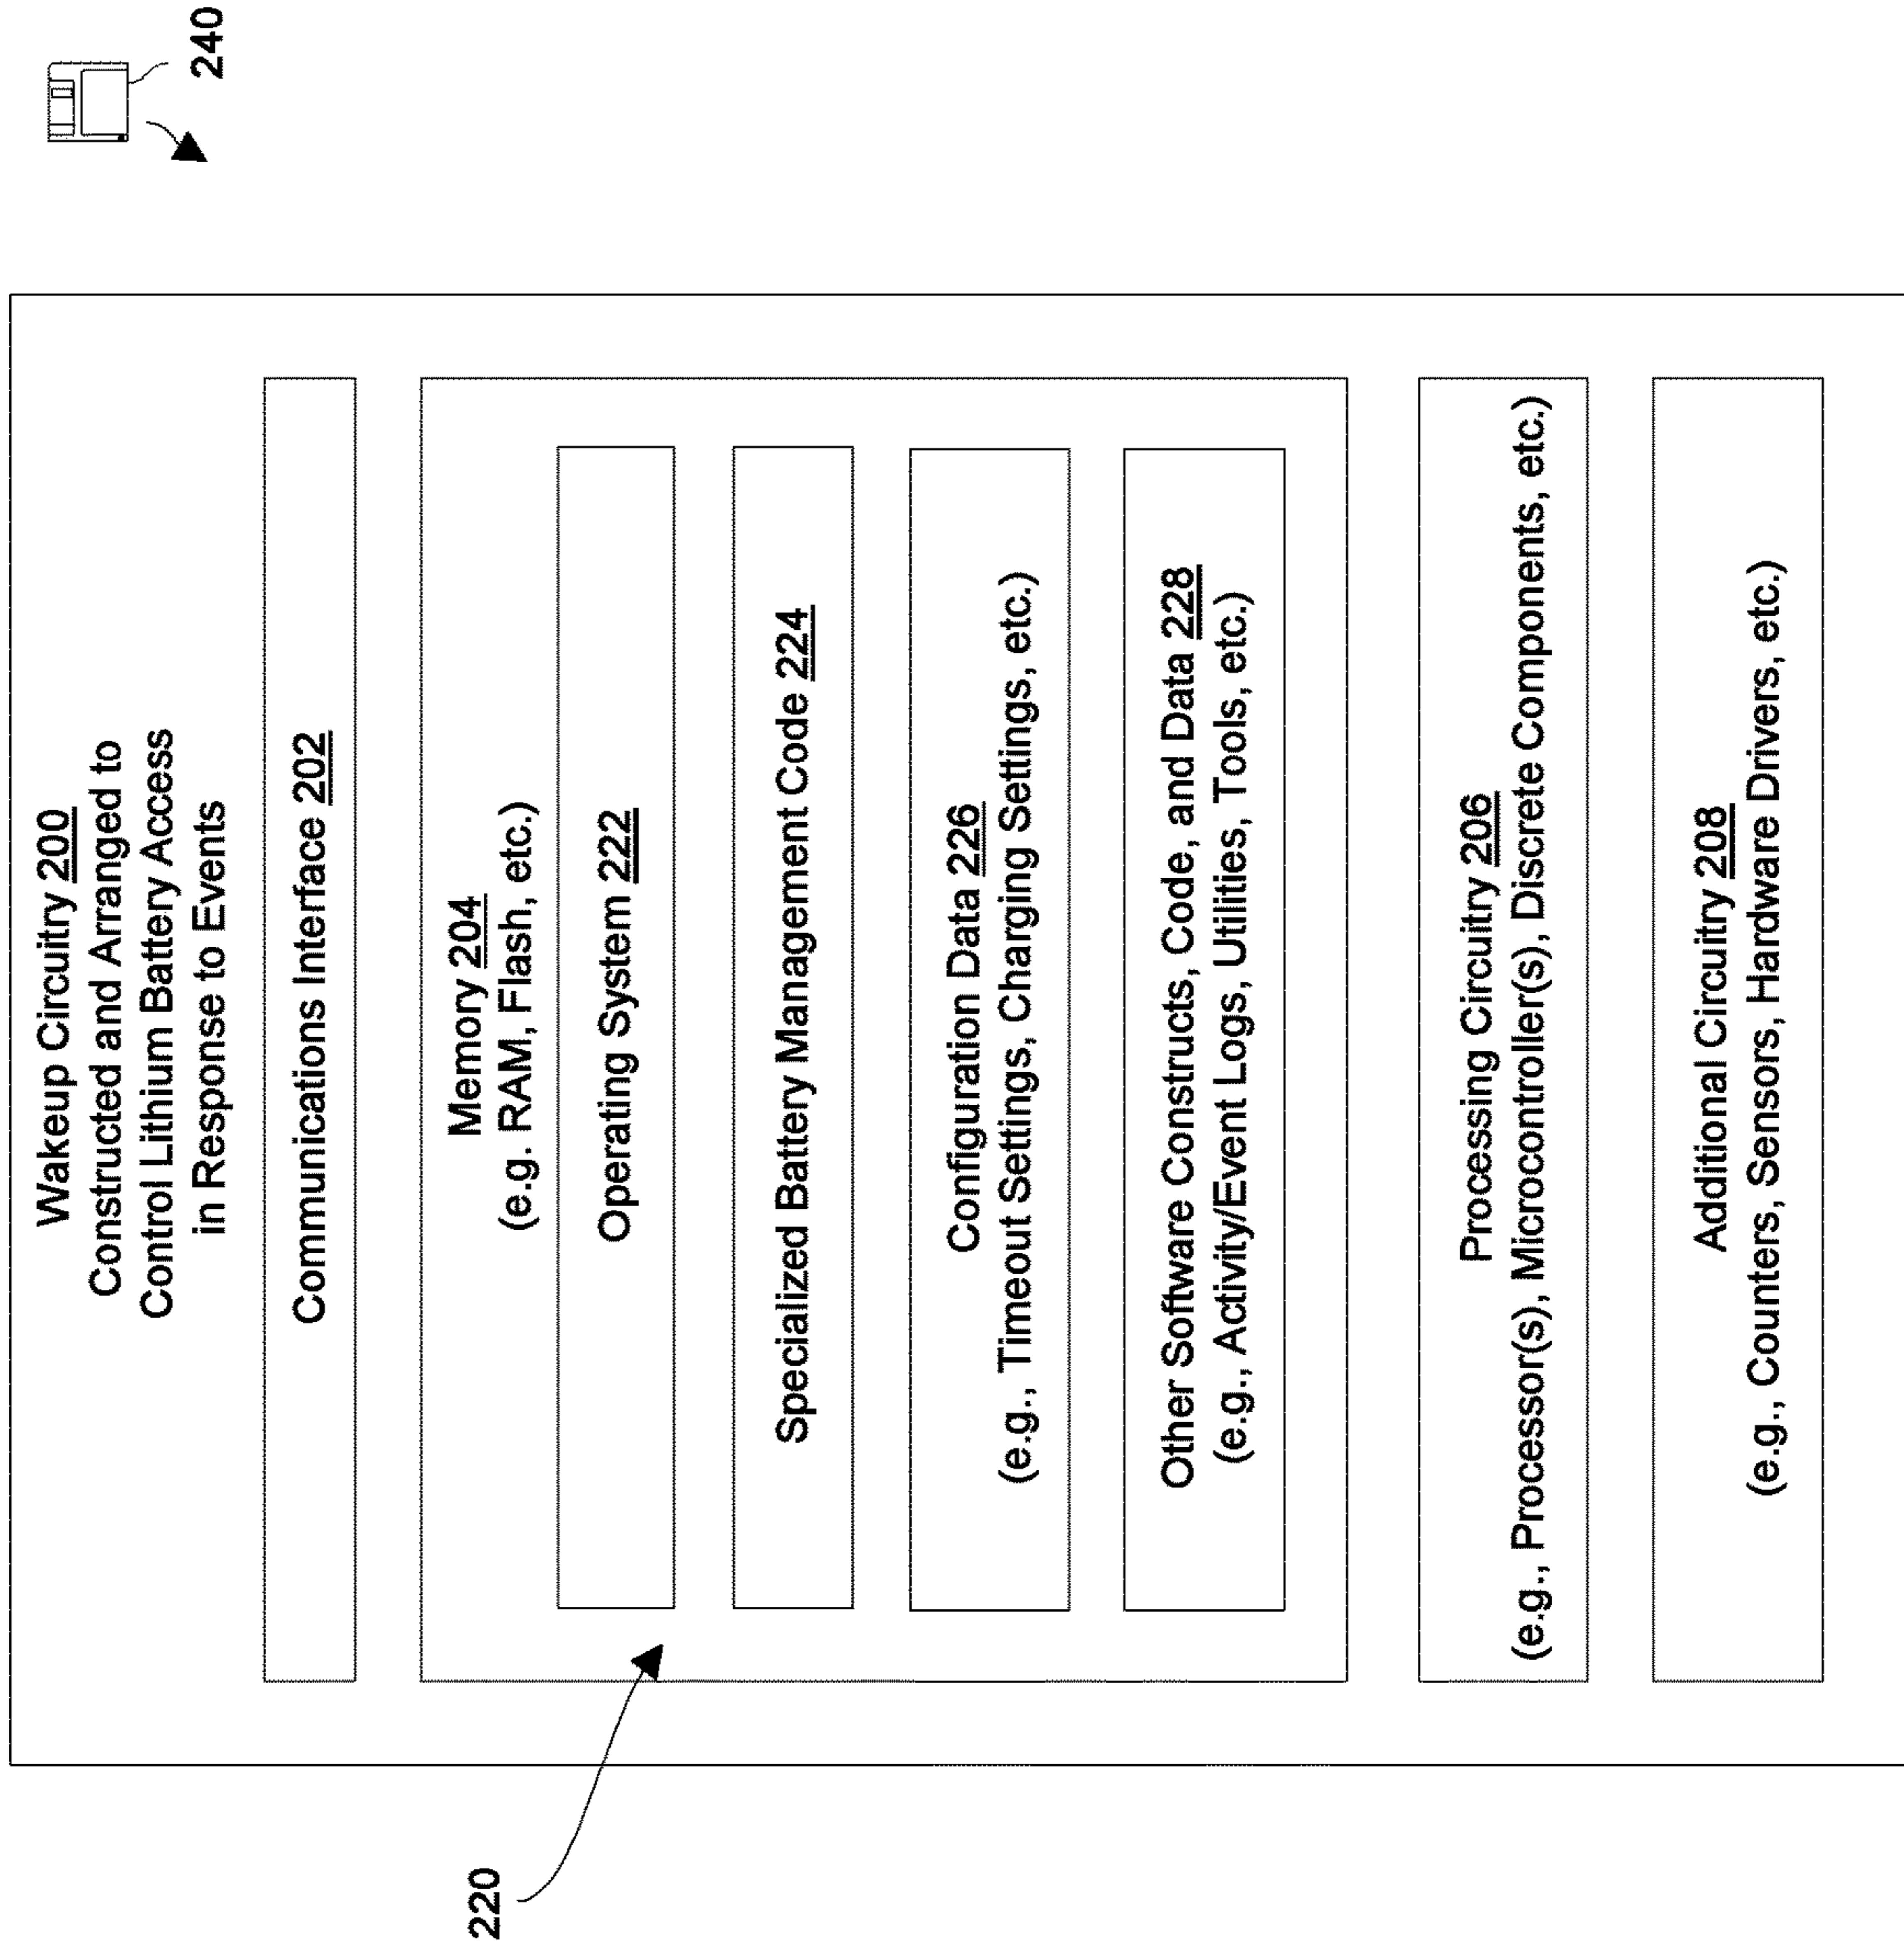 240
Wakeup Circuitry 200
Constructed and Arranged to
Control Lithium Battery Access
in Response to Events
Communications Interface 202
220
Memory 204
(e.g. RAM, Flash, etc.)
Operating System 222
Specialized Battery Management Code 224
Configuration Data 226
(e.g., Timeout Settings, Charging Settings, etc.)
Other Software Constructs, Code, and Data 228
(e.g., Activity/Event Logs, Utilities, Tools, etc.)
Processing Circuitry 206
(e.g., Processor(s), Microcontroller(s), Discrete Components, etc.)
Additional Circuitry 208
(e.g., Counters, Sensors, Hardware Drivers, etc.)